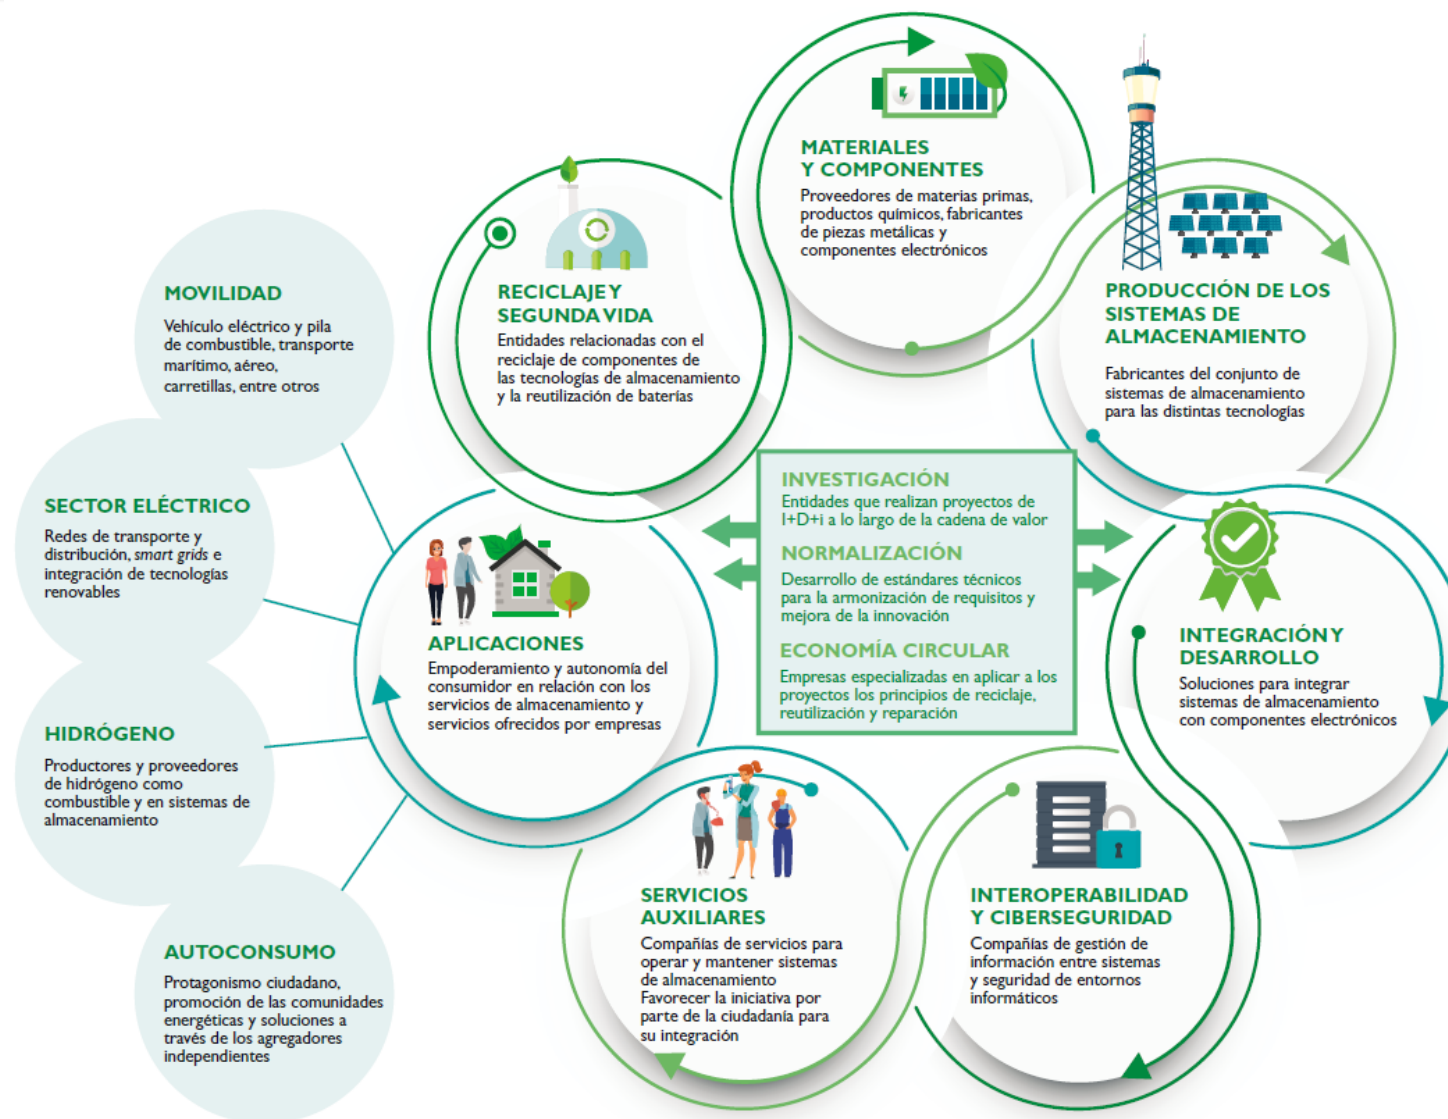 MATERIALES
Y COMPONENTES
Proveedores de materias primas,
productos químicos, fabricantes
de piezas metálicas y
componentes electrónicos
PRODUCCIÓN DE LOS
SISTEMAS DE
ALMACENAMIENTO
Fabricantes del conjunto de
sistemas de almacenamiento
para las distintas tecnologías
INTEGRACIÓN Y
DESARROLLO
Soluciones para integrar
sistemas de almacenamiento
con componentes electrónicos
INTEROPERABILIDAD
Y CIBERSEGURIDAD
Compañías de gestión de
información entre sistemas
y seguridad de entornos
informáticos
SERVICIOS
AUXILIARES
Compañías de servicios para
operar y mantener sistemas
de almacenamiento
Favorecer la iniciativa por
parte de la ciudadanía para
su integración
APLICACIONES
Empoderamiento y autonomía del
consumidor en relación con los
servicios de almacenamiento y
servicios ofrecidos por empresas
RECICLAJE Y
SEGUNDA VIDA
Entidades relacionadas con el
reciclaje de componentes de
las tecnologías de almacenamiento
y la reutilización de baterías
MOVILIDAD
Vehículo eléctrico y pila
de combustible, transporte
marítimo, aéreo,
carretillas, entre otros
SECTOR ELÉCTRICO
Redes de transporte y
distribución, smart grids e
integración de tecnologías
renovables
HIDRÓGENO
Productores y proveedores
de hidrógeno como
combustible y en sistemas de
almacenamiento
AUTOCONSUMO
Protagonismo ciudadano,
promoción de las comunidades
energéticas y soluciones a
través de los agregadores
independientes
INVESTIGACIÓN
Entidades que realizan proyectos de
I+D+i a lo largo de la cadena de valor
NORMALIZACIÓN
Desarrollo de estándares técnicos
para la armonización de requisitos y
mejora de la innovación
ECONOMÍA CIRCULAR
Empresas especializadas en aplicar a los
proyectos los principios de reciclaje,
reutilización y reparación